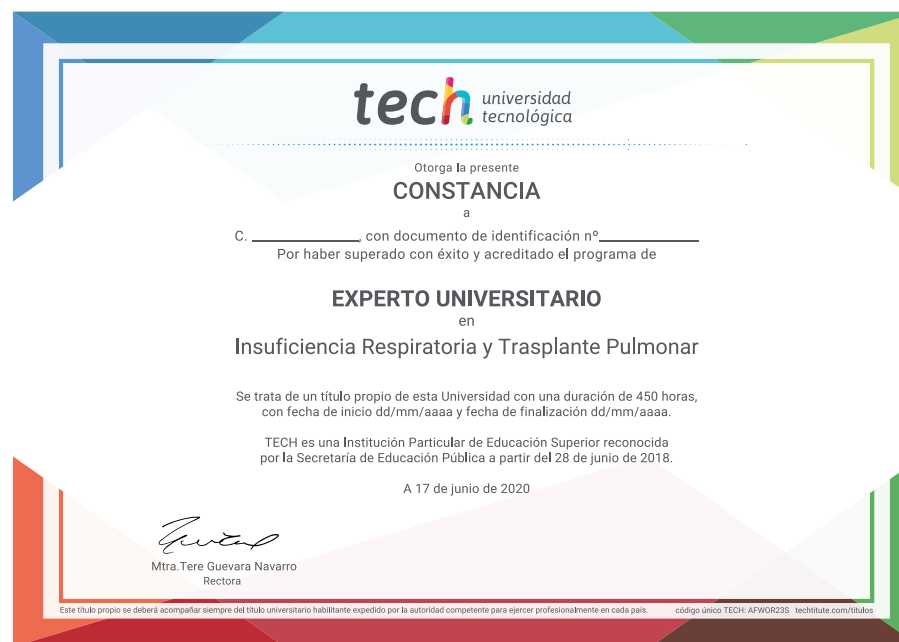 tech universidad
tecnológica
Otorga la presente
CONSTANCIA
a
C. ____________, con documento de identificación nº____________
Por haber superado con éxito y acreditado el programa de
EXPERTO UNIVERSITARIO
en
Insuficiencia Respiratoria y Trasplante Pulmonar
Se trata de un título propio de esta Universidad con una duración de 450 horas,
con fecha de inicio dd/mm/aaaa y fecha de finalización dd/mm/aaaa.
TECH es una Institución Particular de Educación Superior reconocida
por la Secretaría de Educación Pública a partir del 28 de junio de 2018.
A 17 de junio de 2020
Mtra.Tere Guevara Navarro
Rectora
Este título propio se deberá acompañar siempre del título universitario habilitante expedido por la autoridad competente para ejercer profesionalmente en cada país. código único TECH: AFWOR23S techtitute.com/titulos